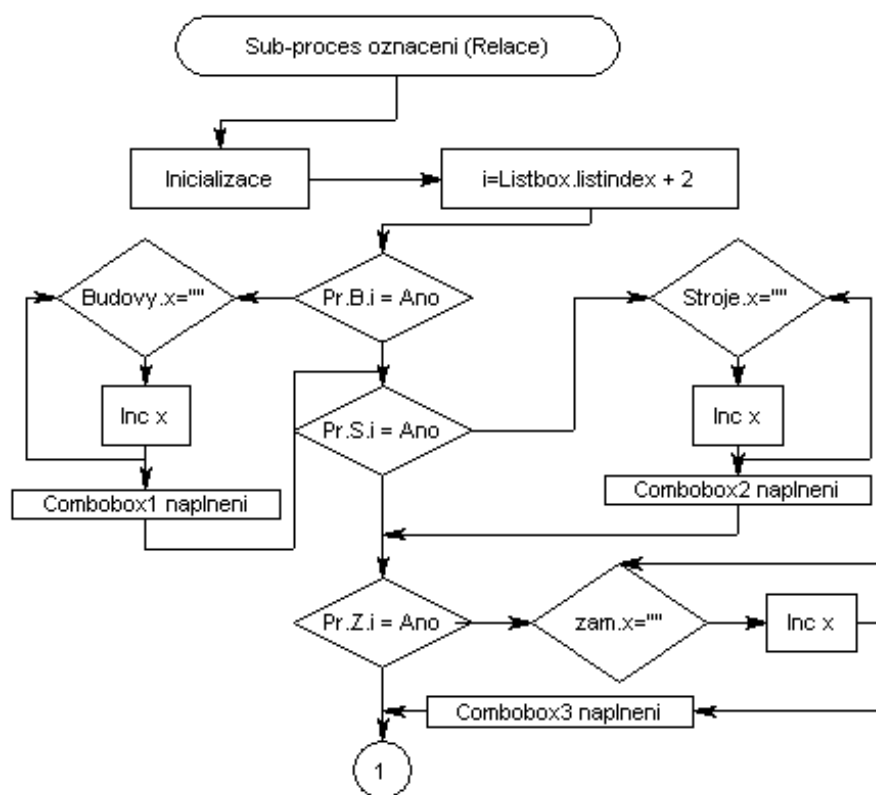 Sub-proces oznaceni (Relace)
Inicializace
i=Listbox.listindex + 2
Budovy.x=""
Pr.B.i = Ano
Stroje.x=""
Inc x
Pr.S.i = Ano
Inc x
Combobox1 naplneni
Combobox2 naplneni
Pr.Z.i = Ano
zam.x=""
Inc x
Combobox3 naplneni
1